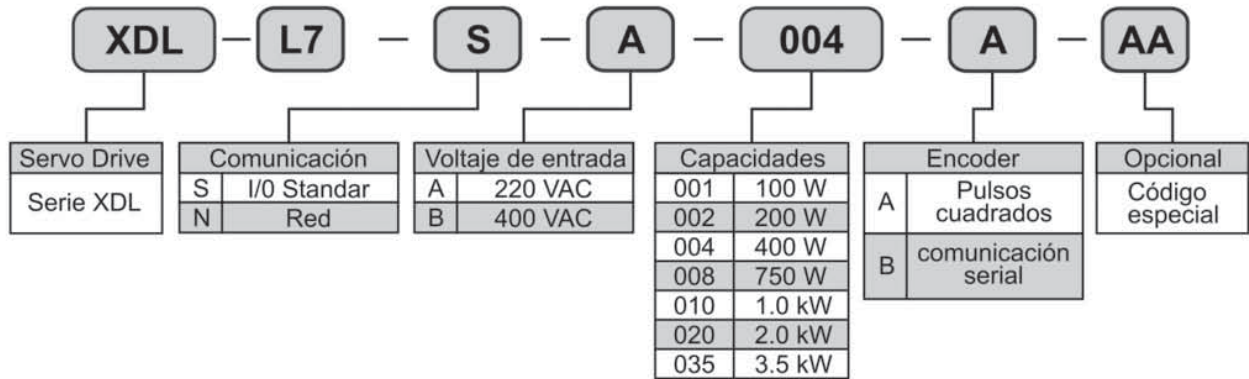 XDL — L7 — S — A — 004 — A — AA
Servo Drive
Serie XDL
Comunicación
S I/0 Standar
N Red
Voltaje de entrada
A 220 VAC
B 400 VAC
Capacidades
001 100 W
002 200 W
004 400 W
008 750 W
010 1.0 kW
020 2.0 kW
035 3.5 kW
Encoder
A Pulsos
cuadrados
B comunicación
serial
Opcional
Código
especial